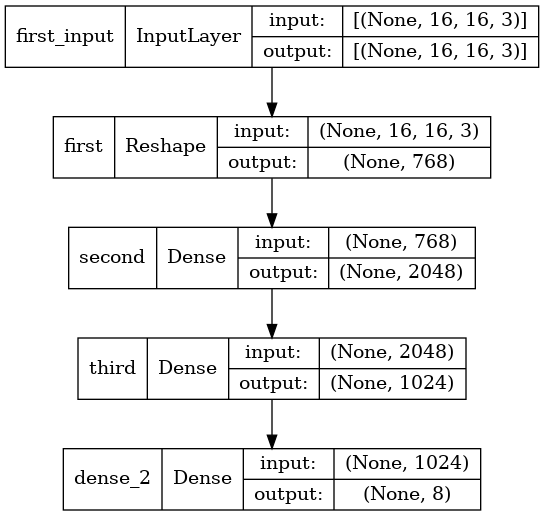 first_input InputLayer input: [(None, 16, 16, 3)]
output: [(None, 16, 16, 3)]
first Reshape input: (None, 16, 16, 3)
output: (None, 768)
second Dense input: (None, 768)
output: (None, 2048)
third Dense input: (None, 2048)
output: (None, 1024)
dense_2 Dense input: (None, 1024)
output: (None, 8)